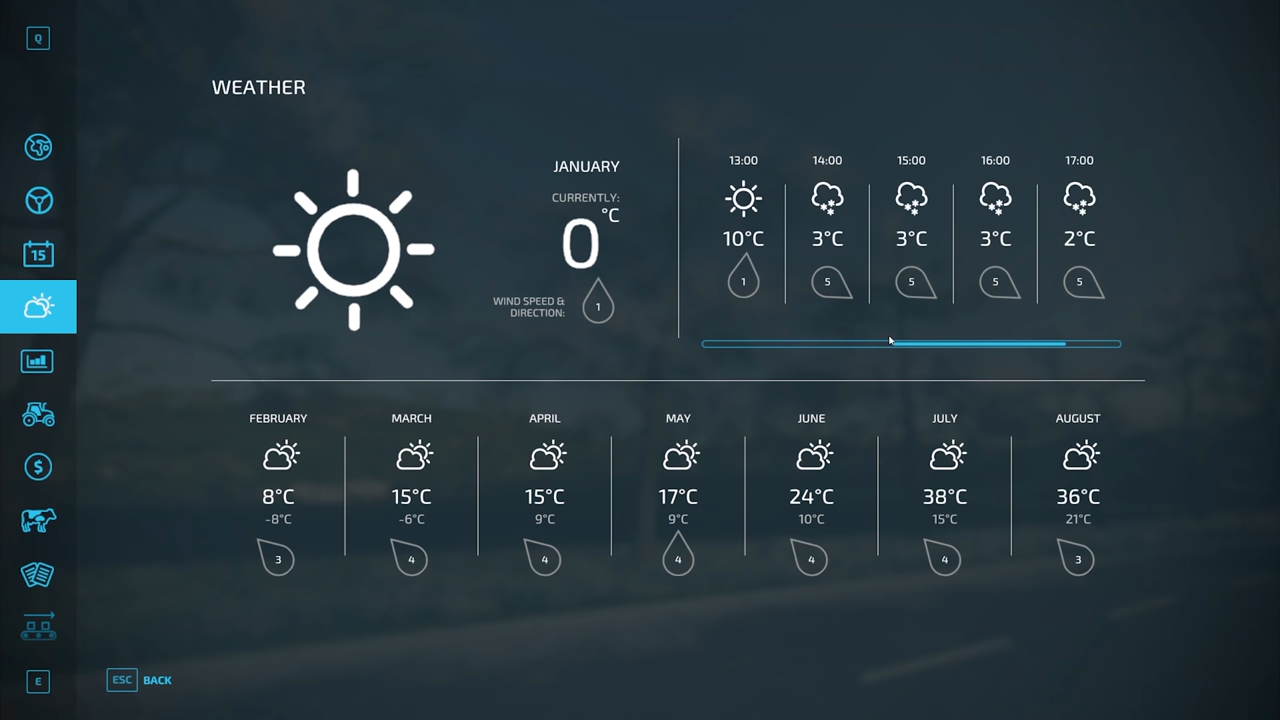 Q
WEATHER
15
JANUARY
CURRENTLY:
0 °C
WIND SPEED &
DIRECTION:
1
13:00 14:00 15:00 16:00 17:00
10°C 3°C 3°C 3°C 2°C
1 5 5 5 5
FEBRUARY MARCH APRIL MAY JUNE JULY AUGUST
8°C 15°C 15°C 17°C 24°C 38°C 36°C
-8°C -6°C 9°C 9°C 10°C 15°C 21°C
3 4 4 4 4 4 3
$
E
ESC BACK